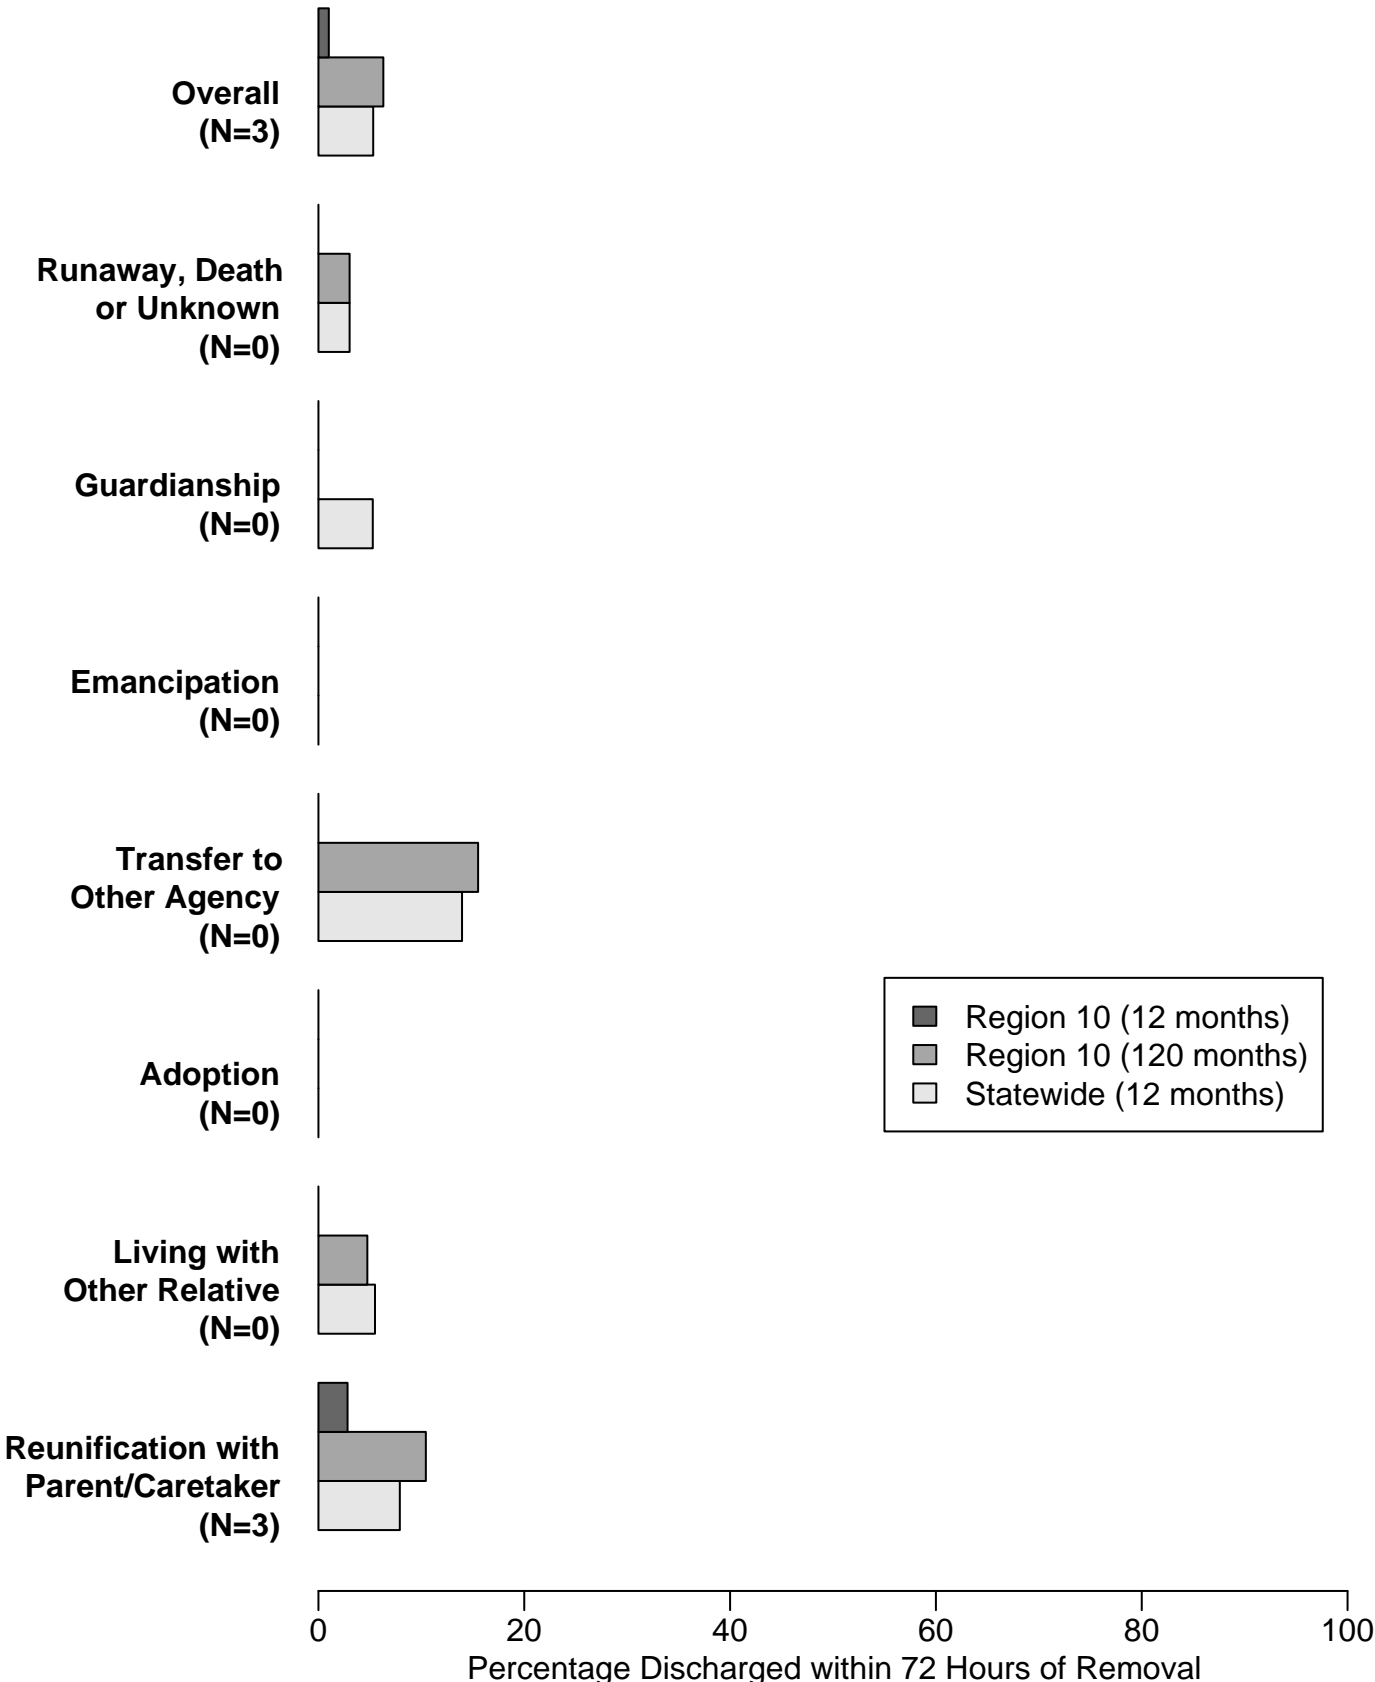 Overall
(N=3)
Runaway, Death
or Unknown
(N=0)
Guardianship
(N=0)
Emancipation
(N=0)
Transfer to
Other Agency
(N=0)
Region 10 (12 months)
Region 10 (120 months)
Statewide (12 months)
Adoption
(N=0)
Living with
Other Relative
(N=0)
Reunification with
Parent/Caretaker
(N=3)
0 20 40 60 80 100
Percentage Discharged within 72 Hours of Removal